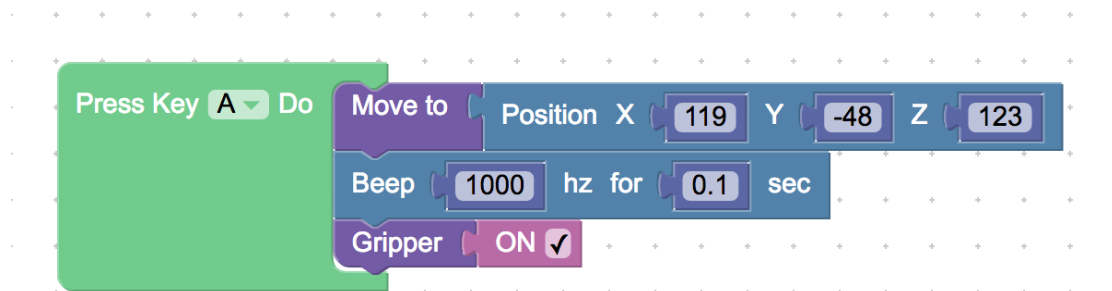 Press Key A Do Move to Position X 119 Y -48 Z 123
Beep 1000 hz for 0.1 sec
Gripper ON ✓